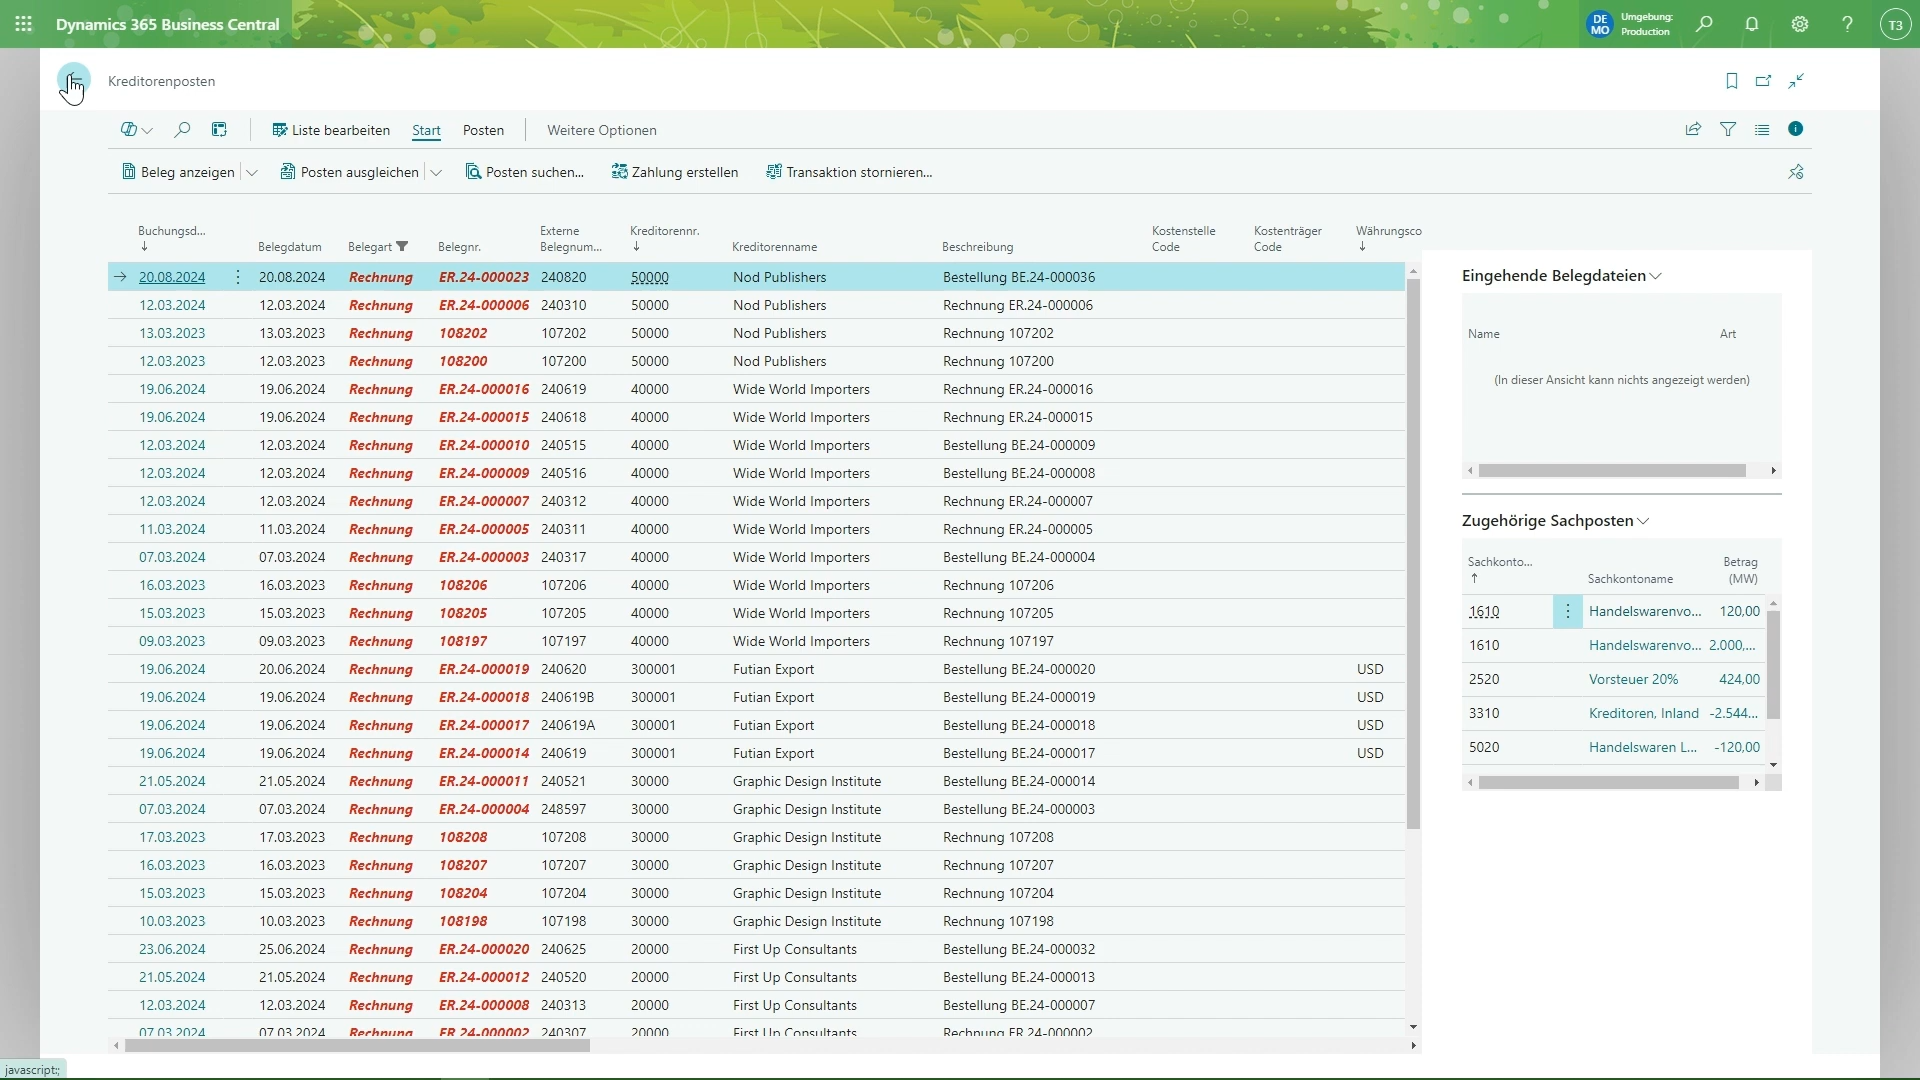 Dynamics 365 Business Central
DE
MO
Umgebung:
Production
T3
Kreditorenposten
Liste bearbeiten Start Posten Weitere Optionen
Beleg anzeigen Posten ausgleichen Posten suchen... Zahlung erstellen Transaktion stornieren...
Buchungsd... Belegdatum Belegart Belegnr. Externe Belegnum... Kreditorennr. Kreditorenname Beschreibung Kostenstelle Code Kostenträger Code Währungsco
20.08.2024 20.08.2024 Rechnung ER.24-000023 240820 50000 Nod Publishers Bestellung BE.24-000036
12.03.2024 12.03.2024 Rechnung ER.24-000006 240310 50000 Nod Publishers Rechnung ER.24-000006
13.03.2023 13.03.2023 Rechnung 108202 107202 50000 Nod Publishers Rechnung 107202
12.03.2023 12.03.2023 Rechnung 108200 107200 50000 Nod Publishers Rechnung 107200
19.06.2024 19.06.2024 Rechnung ER.24-000016 240619 40000 Wide World Importers Rechnung ER.24-000016
19.06.2024 19.06.2024 Rechnung ER.24-000015 240618 40000 Wide World Importers Rechnung ER.24-000015
12.03.2024 12.03.2024 Rechnung ER.24-000010 240515 40000 Wide World Importers Bestellung BE.24-000009
12.03.2024 12.03.2024 Rechnung ER.24-000009 240516 40000 Wide World Importers Bestellung BE.24-000008
12.03.2024 12.03.2024 Rechnung ER.24-000007 240312 40000 Wide World Importers Rechnung ER.24-000007
11.03.2024 11.03.2024 Rechnung ER.24-000005 240311 40000 Wide World Importers Rechnung ER.24-000005
07.03.2024 07.03.2024 Rechnung ER.24-000003 240317 40000 Wide World Importers Bestellung BE.24-000004
16.03.2023 16.03.2023 Rechnung 108206 107206 40000 Wide World Importers Rechnung 107206
15.03.2023 15.03.2023 Rechnung 108205 107205 40000 Wide World Importers Rechnung 107205
09.03.2023 09.03.2023 Rechnung 108197 107197 40000 Wide World Importers Rechnung 107197
19.06.2024 20.06.2024 Rechnung ER.24-000019 240620 300001 Futian Export Bestellung BE.24-000020 USD
19.06.2024 19.06.2024 Rechnung ER.24-000018 240619B 300001 Futian Export Bestellung BE.24-000019 USD
19.06.2024 19.06.2024 Rechnung ER.24-000017 240619A 300001 Futian Export Bestellung BE.24-000018 USD
19.06.2024 19.06.2024 Rechnung ER.24-000014 240619 300001 Futian Export Bestellung BE.24-000017 USD
21.05.2024 21.05.2024 Rechnung ER.24-000011 240521 30000 Graphic Design Institute Bestellung BE.24-000014
07.03.2024 07.03.2024 Rechnung ER.24-000004 248597 30000 Graphic Design Institute Bestellung BE.24-000003
17.03.2023 17.03.2023 Rechnung 108208 107208 30000 Graphic Design Institute Rechnung 107208
16.03.2023 16.03.2023 Rechnung 108207 107207 30000 Graphic Design Institute Rechnung 107207
15.03.2023 15.03.2023 Rechnung 108204 107204 30000 Graphic Design Institute Rechnung 107204
10.03.2023 10.03.2023 Rechnung 108198 107198 30000 Graphic Design Institute Rechnung 107198
23.06.2024 25.06.2024 Rechnung ER.24-000020 240625 20000 First Up Consultants Bestellung BE.24-000032
21.05.2024 21.05.2024 Rechnung ER.24-000012 240520 20000 First Up Consultants Bestellung BE.24-000013
12.03.2024 12.03.2024 Rechnung ER.24-000008 240313 20000 First Up Consultants Bestellung BE.24-000007
07.03.2024 07.03.2024 Rechnung ER.24-000002 240307 20000 First Up Consultants Rechnung ER.24-000002
Eingehende Belegdateien
Name Art
(In dieser Ansicht kann nichts angezeigt werden)
Zugehörige Sachposten
Sachkonto... Sachkontoname Betrag (MW)
1610 Handelswarenvo... 120,00
1610 Handelswarenvo... 2.000,...
2520 Vorsteuer 20% 424,00
3310 Kreditoren, Inland -2.544...
5020 Handelswaren L... -120,00
javascript:;